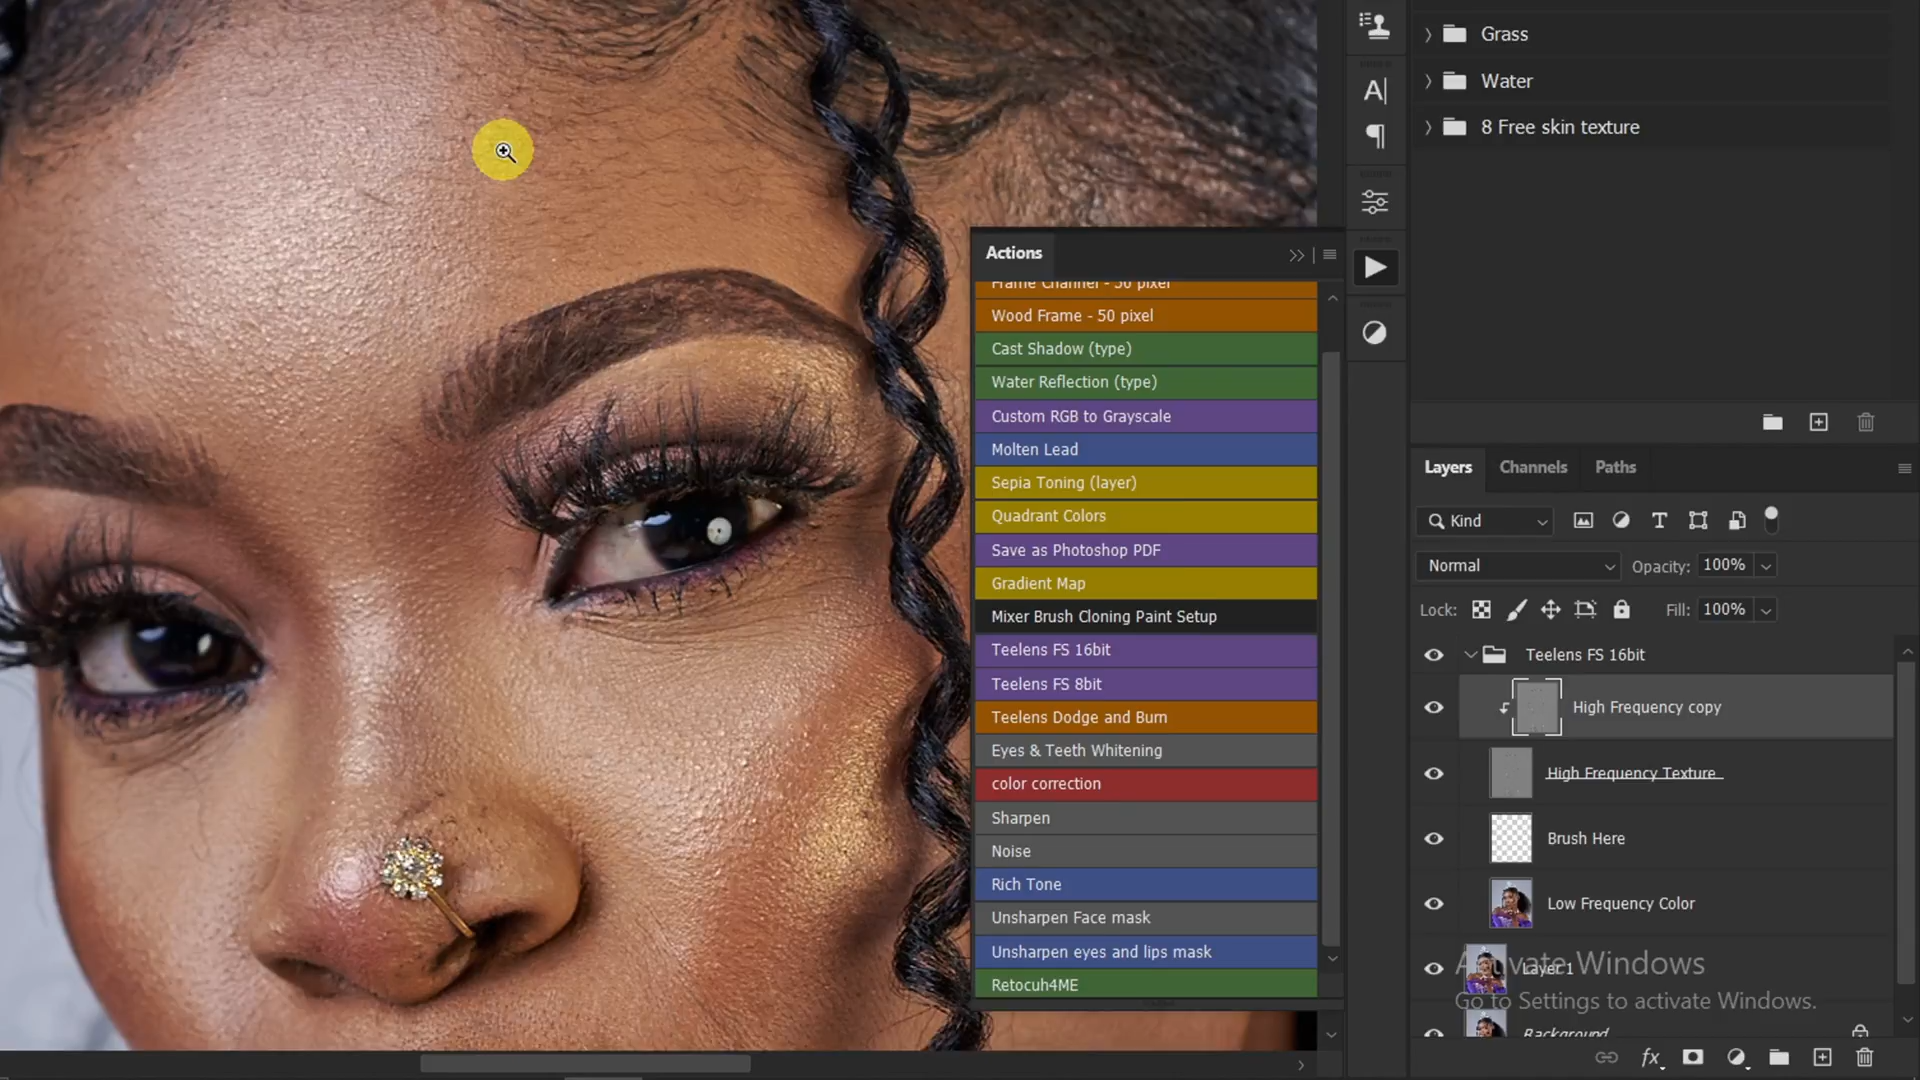 Grass
Water
8 Free skin texture
Actions
Frame Channel - 50 pixel
Wood Frame - 50 pixel
Cast Shadow (type)
Water Reflection (type)
Custom RGB to Grayscale
Molten Lead
Sepia Toning (layer)
Quadrant Colors
Save as Photoshop PDF
Gradient Map
Mixer Brush Cloning Paint Setup
Teelens FS 16bit
Teelens FS 8bit
Teelens Dodge and Burn
Eyes & Teeth Whitening
color correction
Sharpen
Noise
Rich Tone
Unsharpen Face mask
Unsharpen eyes and lips mask
Retocuh4ME
Layers Channels Paths
Kind
Normal Opacity: 100%
Lock: Fill: 100%
Teelens FS 16bit
High Frequency copy
High Frequency Texture
Brush Here
Low Frequency Color
Layer 1
Activate Windows
Go to Settings to activate Windows.
Background
fx